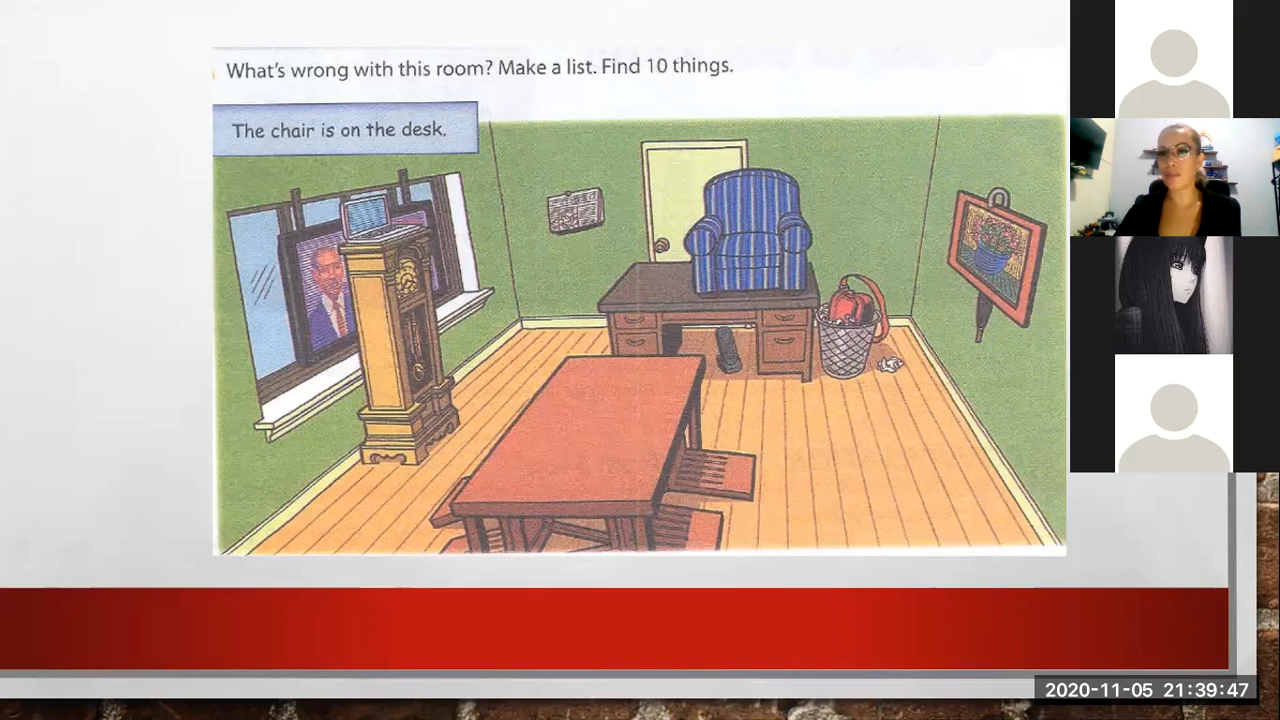 What's wrong with this room? Make a list. Find 10 things.
The chair is on the desk.
2020-11-05 21:39:47